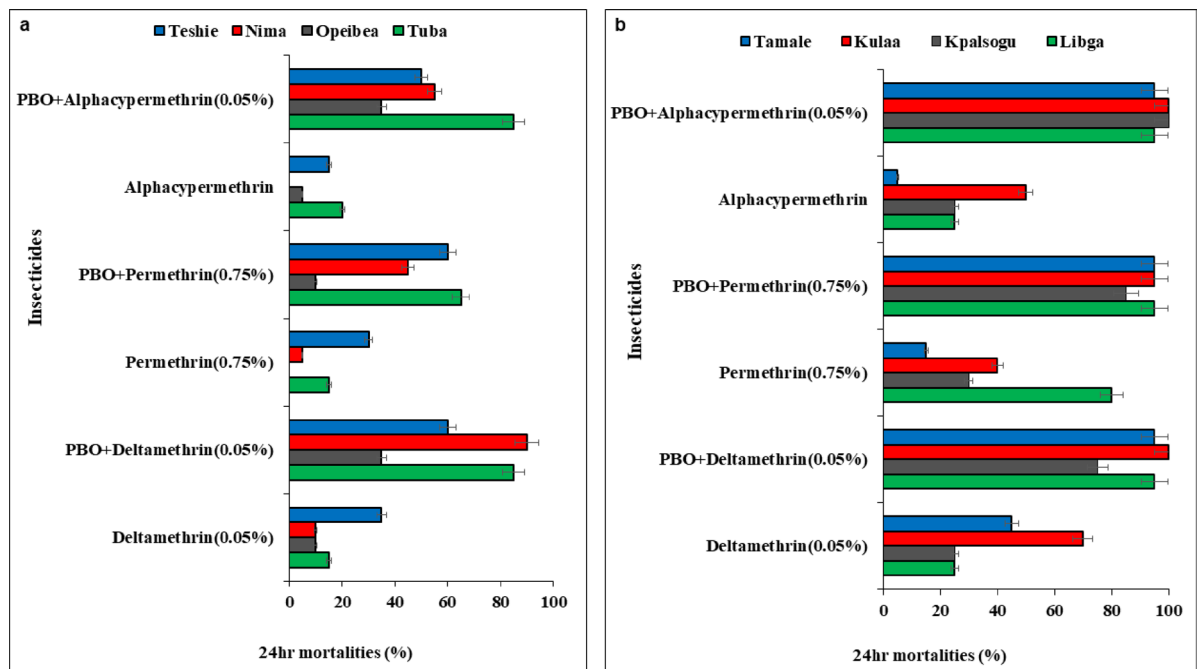 a
Teshie Nima Opeibea Tuba
Insecticides
PBO+Alphacypermethrin(0.05%)
Alphacypermethrin
PBO+Permethrin(0.75%)
Permethrin(0.75%)
PBO+Deltamethrin(0.05%)
Deltamethrin(0.05%)
0 20 40 60 80 100
24hr mortalities (%)
b
Tamale Kulaa Kpalsogu Libga
Insecticides
PBO+Alphacypermethrin(0.05%)
Alphacypermethrin
PBO+Permethrin(0.75%)
Permethrin(0.75%)
PBO+Deltamethrin(0.05%)
Deltamethrin(0.05%)
0 20 40 60 80 100
24hr mortalities (%)